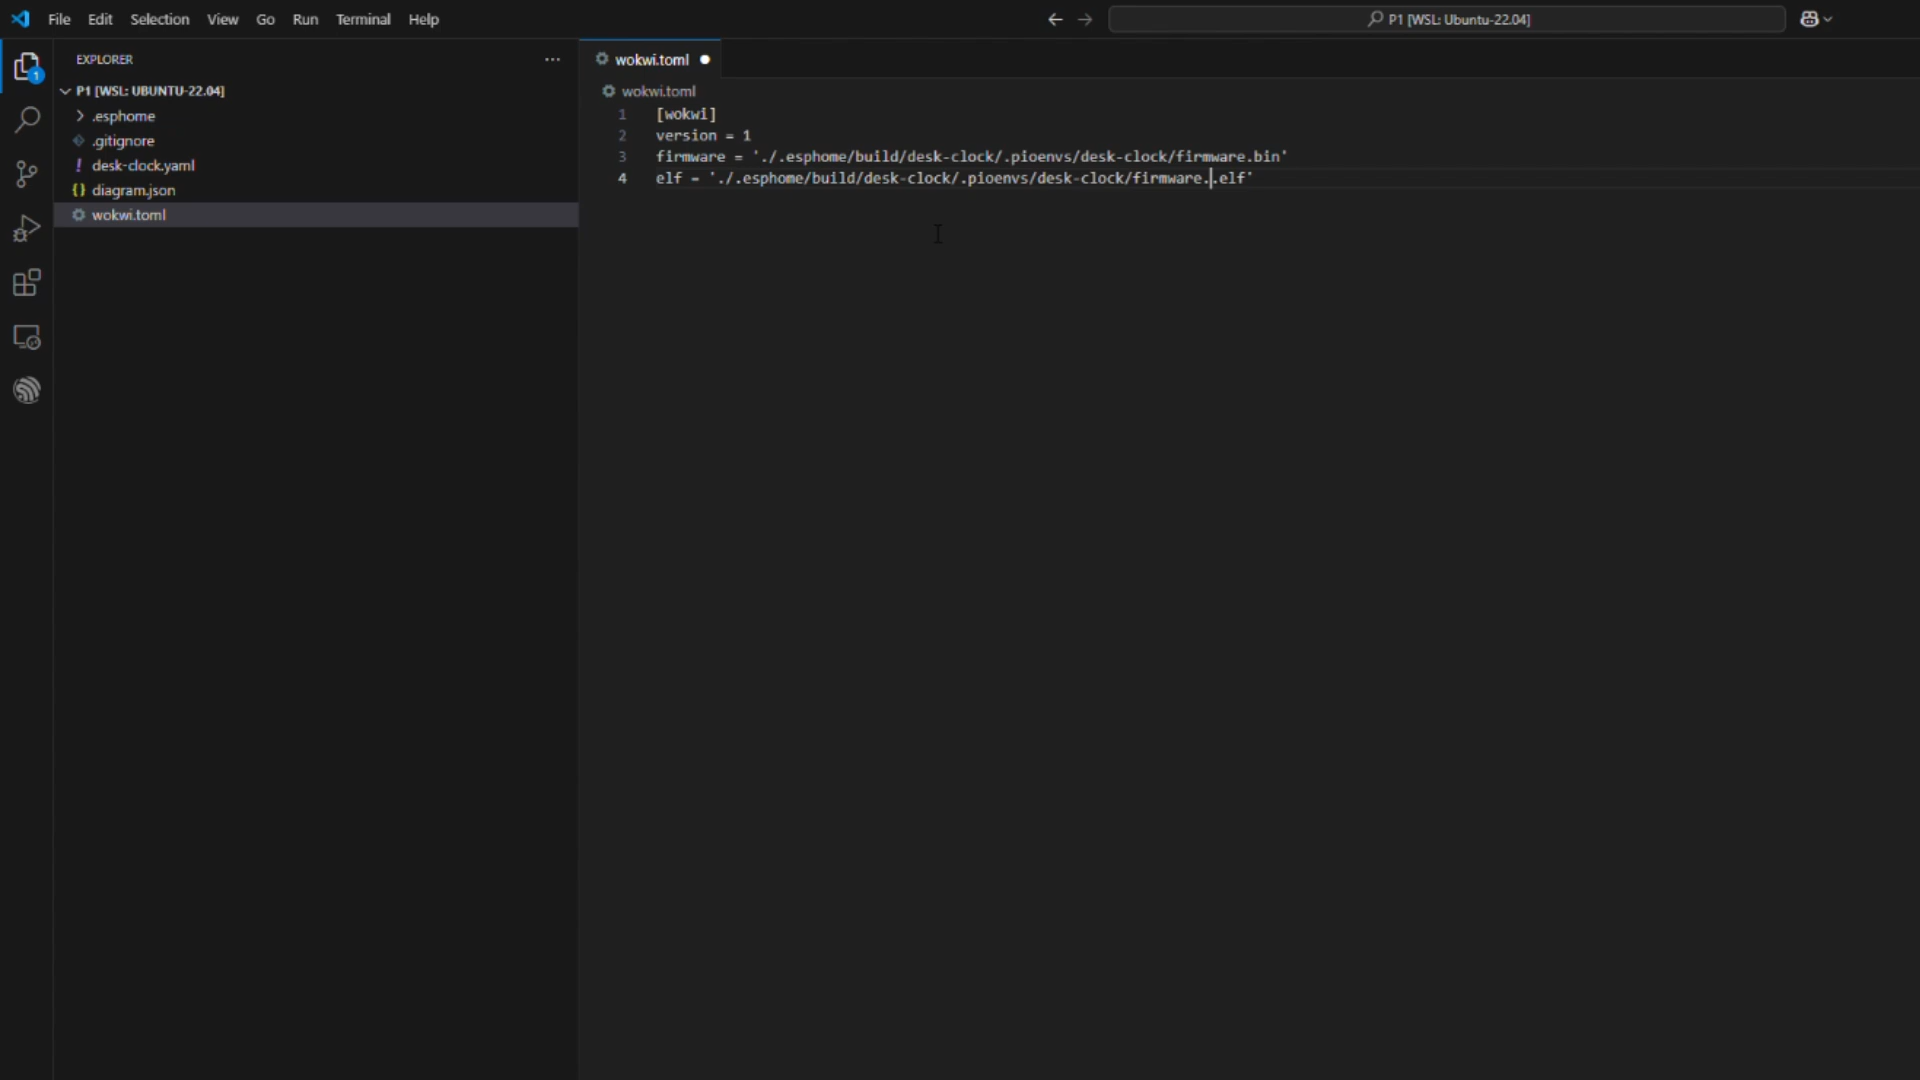 File Edit Selection View Go Run Terminal Help
P1 [WSL: Ubuntu-22.04]
EXPLORER
wokwi.toml
1
P1 [WSL: UBUNTU-22.04]
wokwi.toml
.esphome
.gitignore
desk-clock.yaml
diagram.json
wokwi.toml
1 [wokwi]
2 version = 1
3 firmware = './.esphome/build/desk-clock/.pioenvs/desk-clock/firmware.bin'
4 elf = './.esphome/build/desk-clock/.pioenvs/desk-clock/firmware..elf'